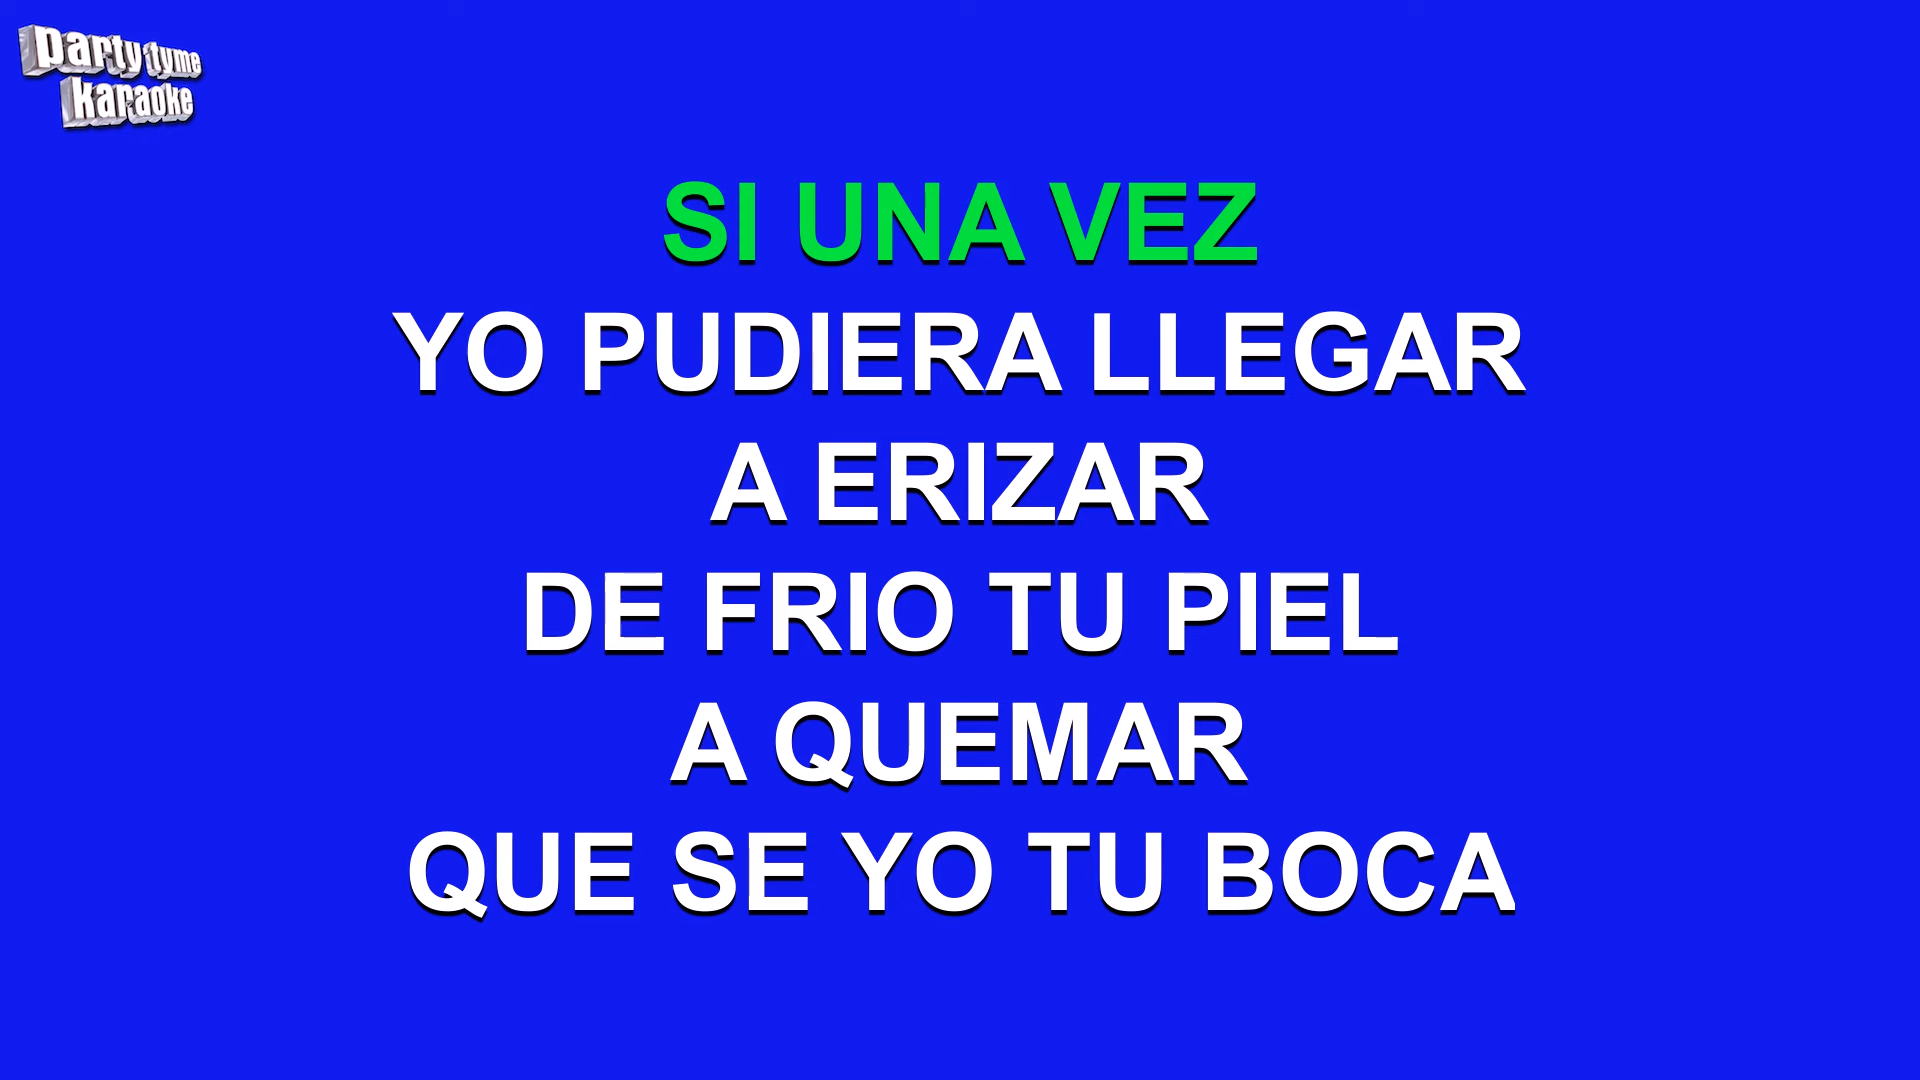 party tyme
karaoke
SI UNA VEZ
YO PUDIERA LLEGAR
A ERIZAR
DE FRIO TU PIEL
A QUEMAR
QUE SE YO TU BOCA